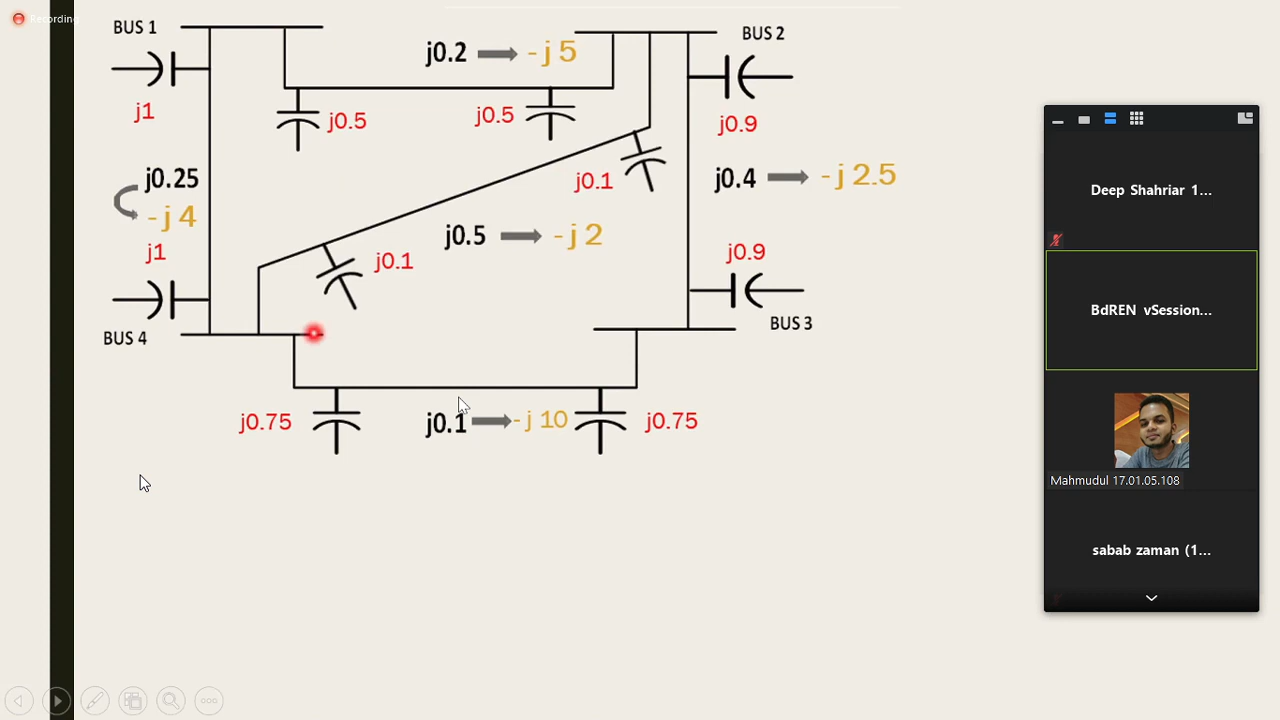 Recording
BUS 1
BUS 2
j0.2 - j 5
j1
j0.5
j0.5
j0.9
j0.1
j0.25
- j 4
j0.4 - j 2.5
j0.5 - j 2
j1
j0.1
j0.9
BUS 4
BUS 3
j0.75
j0.1 - j 10
j0.75
Deep Shahriar 1...
BdREN vSession...
Mahmudul 17.01.05.108
sabab zaman (1...